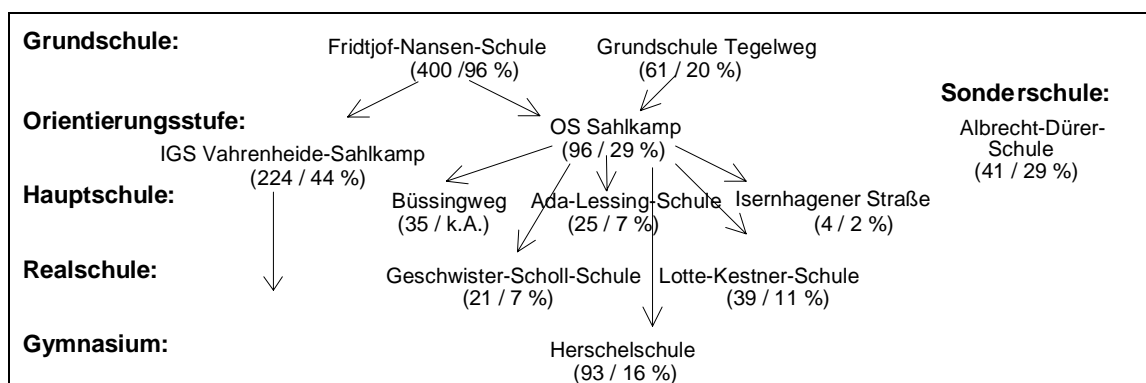 Grundschule:
Fridtjof-Nansen-Schule
(400 /96 %)
Grundschule Tegelweg
(61 / 20 %)
Sonderschule:
Albrecht-Dürer-
Schule
(41 / 29 %)
Orientierungsstufe:
OS Sahlkamp
(96 / 29 %)
IGS Vahrenheide-Sahlkamp
(224 / 44 %)
Hauptschule:
Büssingweg
(35 / k.A.)
Ada-Lessing-Schule
(25 / 7 %)
Isernhagener Straße
(4 / 2 %)
Realschule:
Geschwister-Scholl-Schule
(21 / 7 %)
Lotte-Kestner-Schule
(39 / 11 %)
Gymnasium:
Herschelschule
(93 / 16 %)